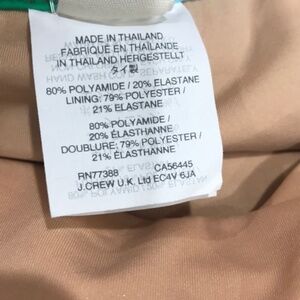 MADE IN THAILAND
FABRIQUÉ EN THAÏLANDE
IN THAILAND HERGESTELLT
タイ製
80% POLYAMIDE / 20% ELASTANE
LINING: 79% POLYESTER /
21% ELASTANE
80% POLYAMIDE /
20% ÉLASTHANNE
DOUBLURE: 79% POLYESTER /
21% ÉLASTHANNE
RN77388 CA56445
J.CREW U.K. Ltd EC4V 6JA